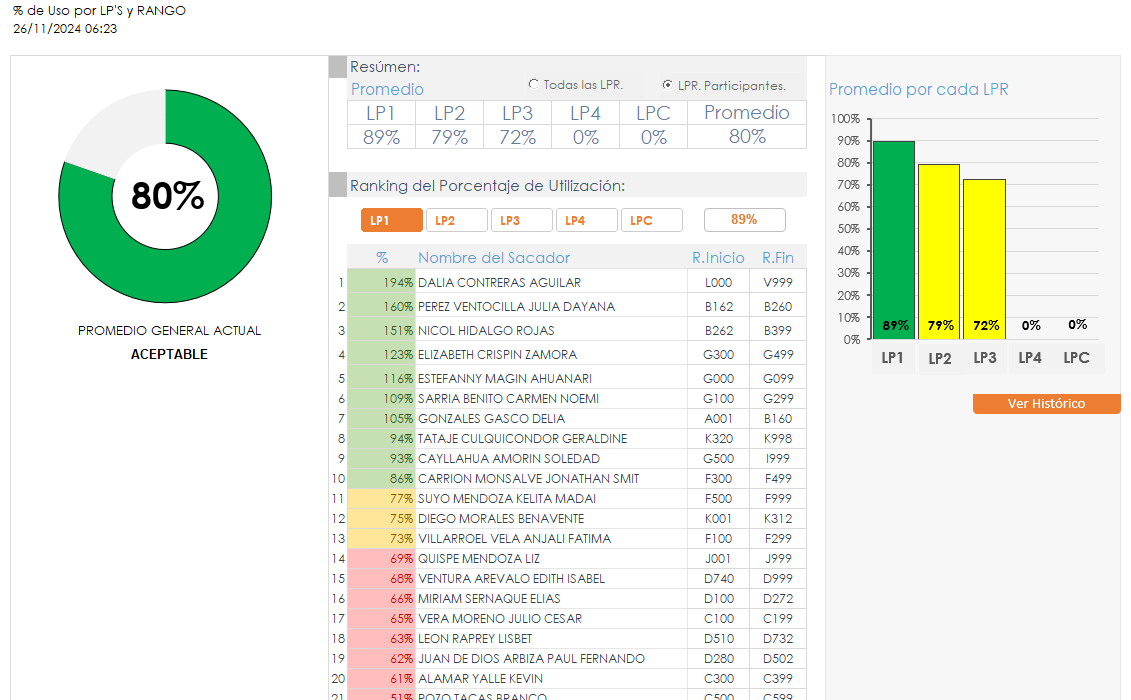 % de Uso por LP'S y RANGO
26/11/2024 06:23
80%
PROMEDIO GENERAL ACTUAL
ACEPTABLE
Resúmen:
Promedio
Todas las LPR.
LPR. Participantes.
LP1 LP2 LP3 LP4 LPC Promedio
89% 79% 72% 0% 0% 80%
Ranking del Porcentaje de Utilización:
LP1 LP2 LP3 LP4 LPC 89%
% Nombre del Sacador R.Inicio R.Fin
1 194% DALIA CONTRERAS AGUILAR L000 V999
2 160% PEREZ VENTOCILLA JULIA DAYANA B162 B260
3 151% NICOL HIDALGO ROJAS B262 B399
4 123% ELIZABETH CRISPIN ZAMORA G300 G499
5 116% ESTEFANNY MAGIN AHUANARI G000 G099
6 109% SARRIA BENITO CARMEN NOEMI G100 G299
7 105% GONZALES GASCO DELIA A001 B160
8 94% TATAJE CULQUICONDOR GERALDINE K320 K998
9 93% CAYLLAHUA AMORIN SOLEDAD G500 I999
10 86% CARRION MONSALVE JONATHAN SMIT F300 F499
11 77% SUYO MENDOZA KELITA MADAI F500 F999
12 75% DIEGO MORALES BENAVENTE K001 K312
13 73% VILLARROEL VELA ANJALI FATIMA F100 F299
14 69% QUISPE MENDOZA LIZ J001 J999
15 68% VENTURA AREVALO EDITH ISABEL D740 D999
16 66% MIRIAM SERNAQUE ELIAS D100 D272
17 65% VERA MORENO JULIO CESAR C100 C199
18 63% LEON RAPREY LISBET D510 D732
19 62% JUAN DE DIOS ARBIZA PAUL FERNANDO D280 D502
20 61% ALAMAR YALLE KEVIN C300 C399
21 51% POZO TACAS BRANCO C500 C599
Promedio por cada LPR
100%
90%
80%
70%
60%
50%
40%
30%
20%
10%
0%
89% 79% 72% 0% 0%
LP1 LP2 LP3 LP4 LPC
Ver Histórico